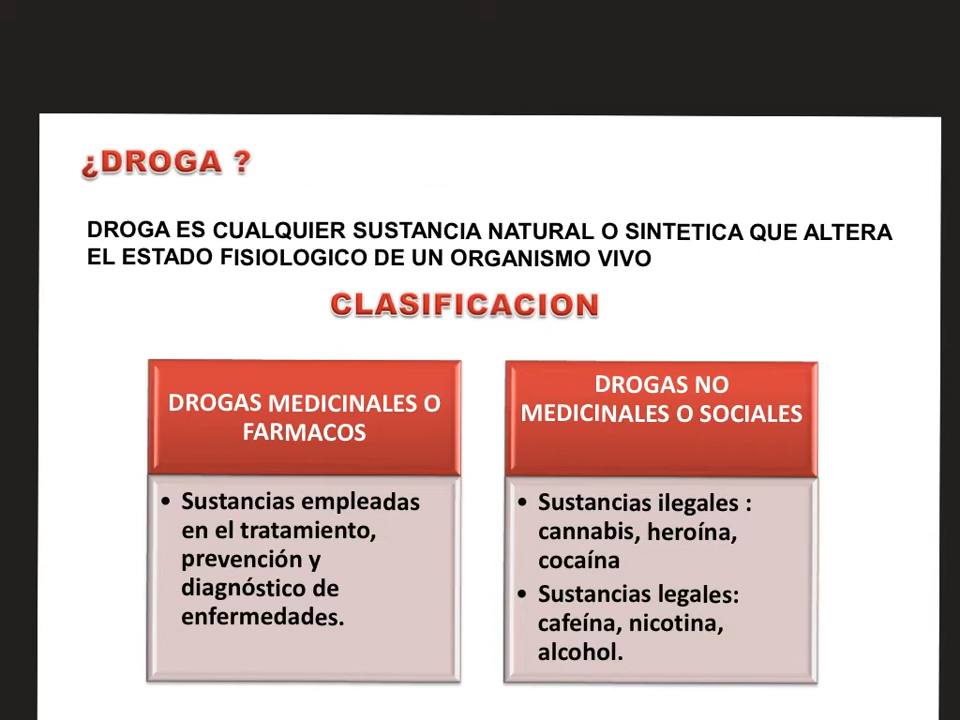 ¿DROGA ?
DROGA ES CUALQUIER SUSTANCIA NATURAL O SINTETICA QUE ALTERA
EL ESTADO FISIOLOGICO DE UN ORGANISMO VIVO
CLASIFICACION
DROGAS MEDICINALES O
FARMACOS
• Sustancias empleadas
en el tratamiento,
prevención y
diagnóstico de
enfermedades.
DROGAS NO
MEDICINALES O SOCIALES
• Sustancias ilegales :
cannabis, heroína,
cocaína
• Sustancias legales:
cafeína, nicotina,
alcohol.